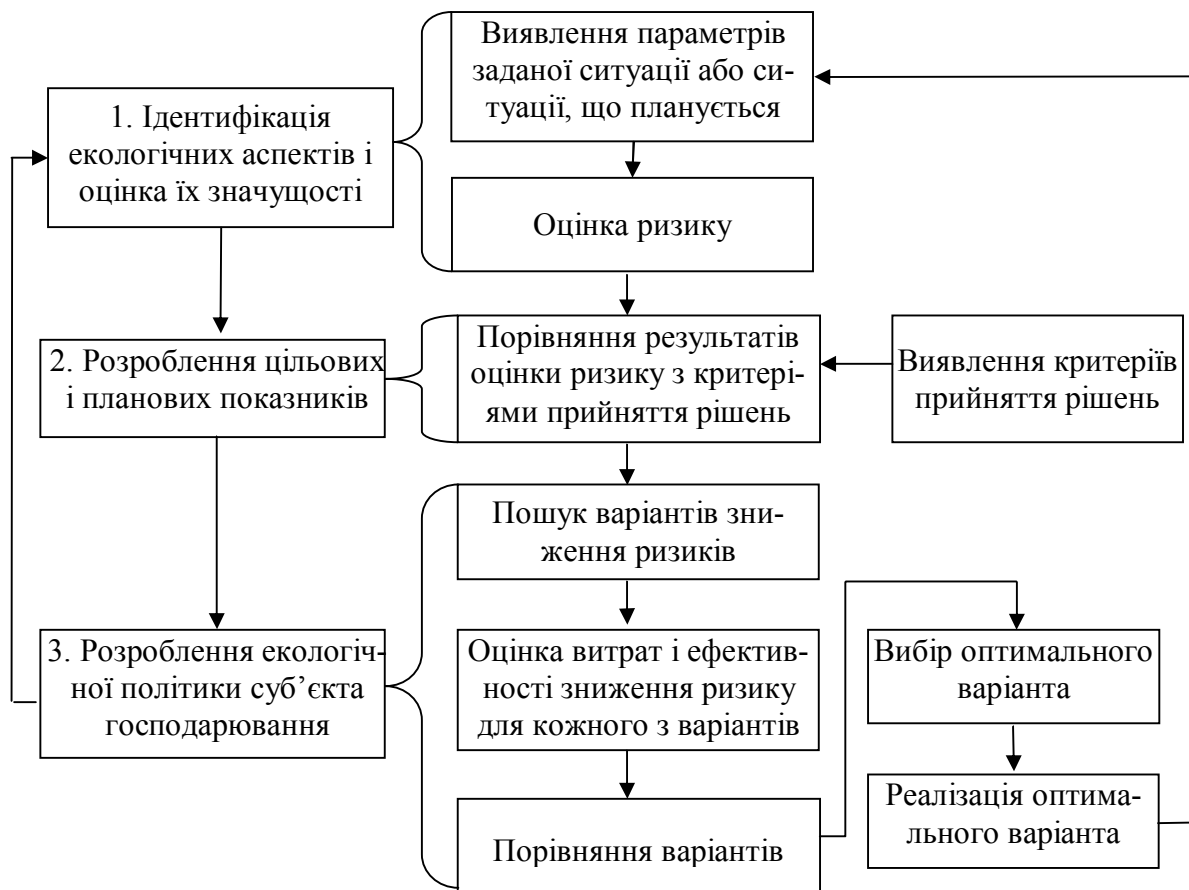 Виявлення параметрів
заданої ситуації або си-
туації, що планується
1. Ідентифікація
екологічних аспектів і
оцінка їх значущості
Оцінка ризику
2. Розроблення цільових
і планових показників
Порівняння результатів
оцінки ризику з критері-
ями прийняття рішень
Виявлення критеріїв
прийняття рішень
Пошук варіантів зни-
ження ризиків
3. Розроблення екологіч-
ної політики суб’єкта
господарювання
Оцінка витрат і ефектив-
ності зниження ризику
для кожного з варіантів
Вибір оптимального
варіанта
Порівняння варіантів
Реалізація оптима-
льного варіанта